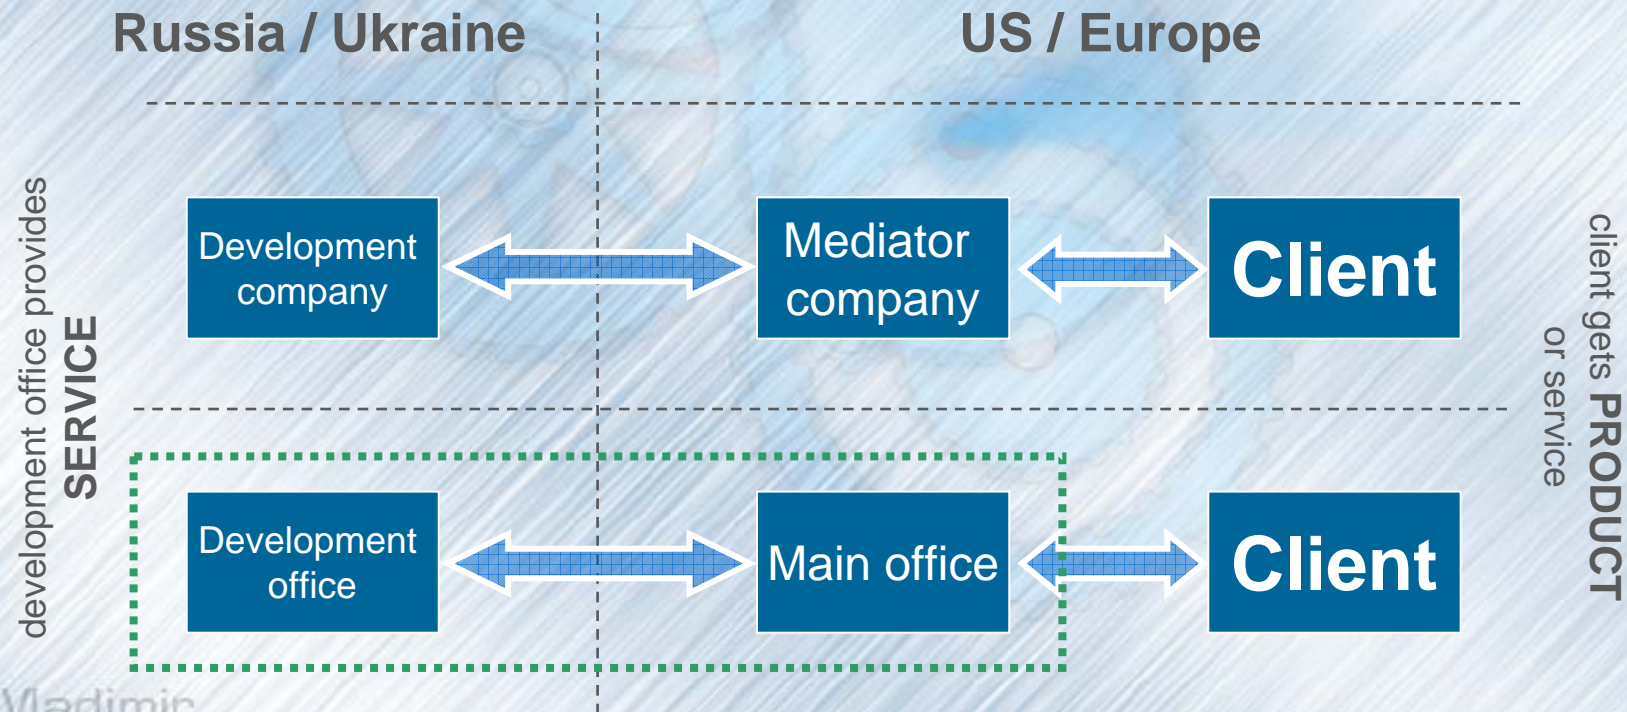 Russia / Ukraine
US / Europe
development office provides
SERVICE
Development
company
Mediator
company
Client
client gets PRODUCT
or service
Development
office
Main office
Client
Vladimir